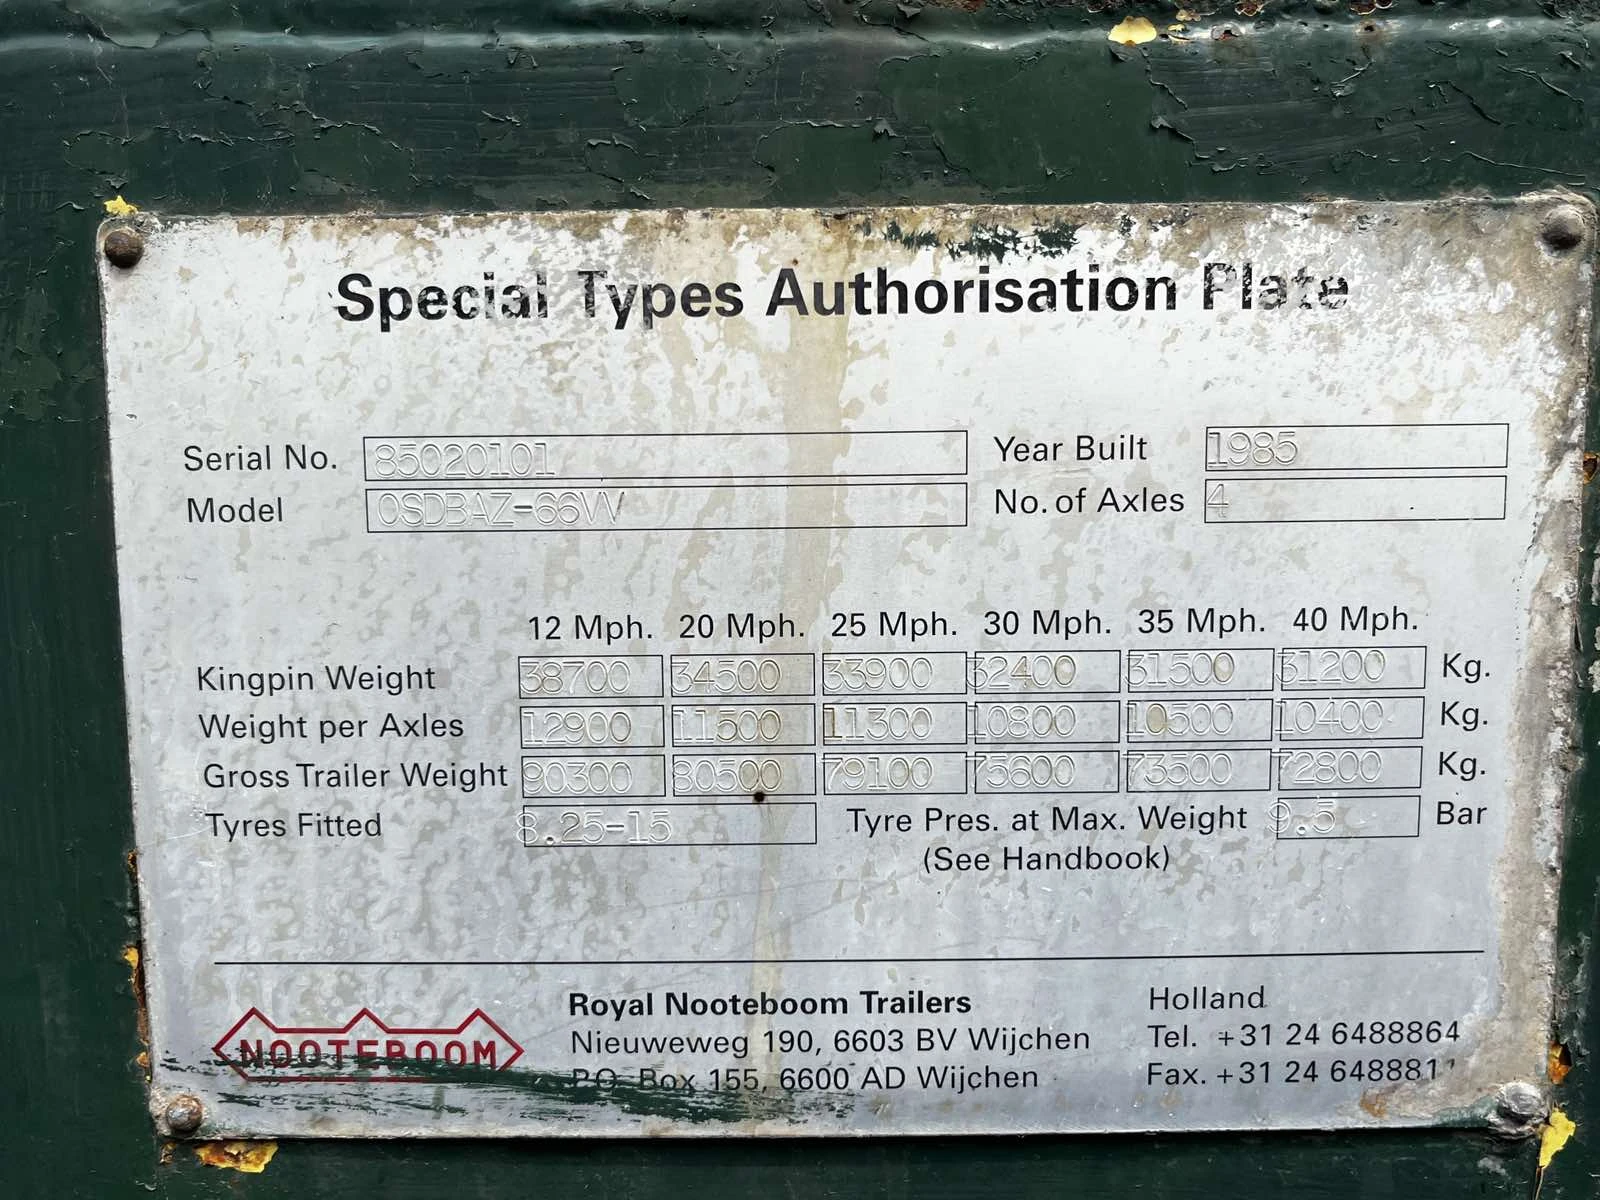 Special Types Authorisation Plate
Serial No. 85020101 Year Built 1985
Model OSDBAZ-66VV No. of Axles 4
12 Mph. 20 Mph. 25 Mph. 30 Mph. 35 Mph. 40 Mph.
Kingpin Weight 38700 34500 33900 32400 31500 31200 Kg.
Weight per Axles 12900 11500 11300 10800 10500 10400 Kg.
Gross Trailer Weight 90300 80500 79100 75600 73500 72800 Kg.
Tyres Fitted 8.25-15 Tyre Pres. at Max. Weight 9.5 Bar
(See Handbook)
NOOTEBOOM
Royal Nooteboom Trailers Holland
Nieuweweg 190, 6603 BV Wijchen Tel. +31 24 6488864
P.O. Box 155, 6600 AD Wijchen Fax. +31 24